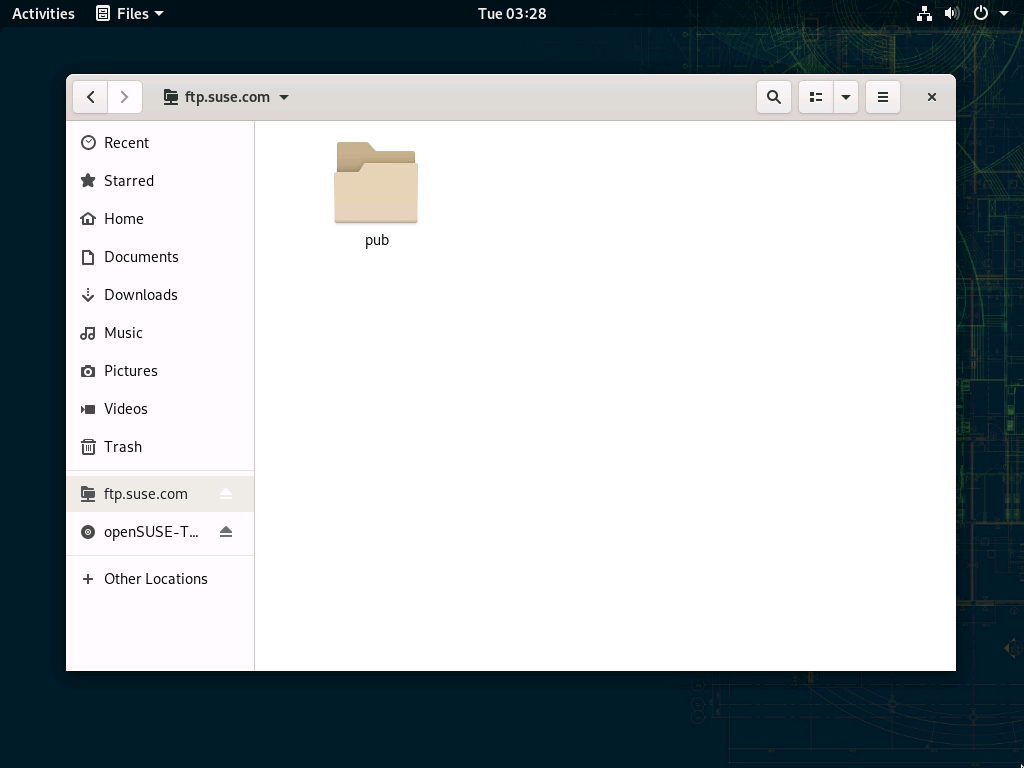 Activities Files Tue 03:28
ftp.suse.com
Recent
Starred
Home
Documents
Downloads
Music
Pictures
Videos
Trash
ftp.suse.com
openSUSE-T...
Other Locations
pub